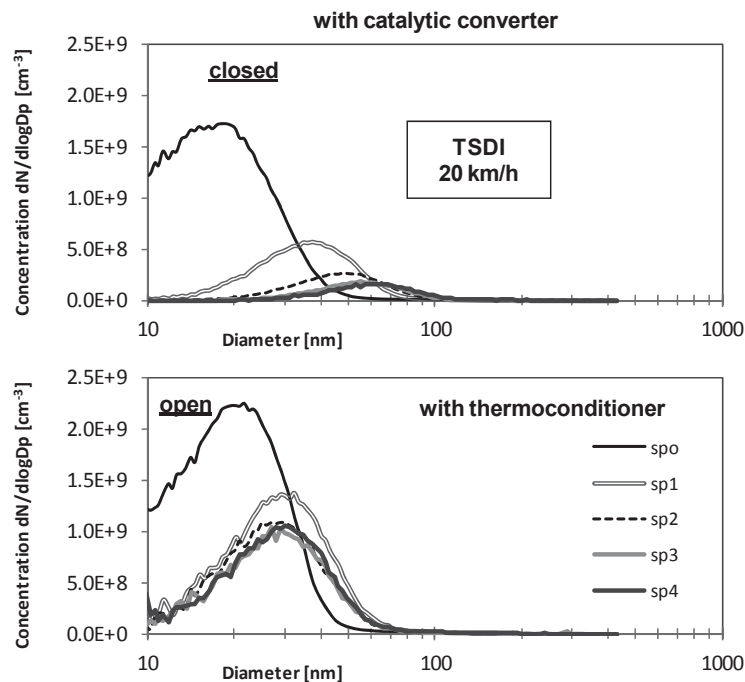 with catalytic converter
Concentration dN/dlogDp [cm⁻³]
2.5E+9
2.0E+9
1.5E+9
1.0E+9
5.0E+8
0.0E+0
closed
TSDI
20 km/h
10
100
1000
Diameter [nm]
Concentration dN/dlogDp [cm⁻³]
2.5E+9
2.0E+9
1.5E+9
1.0E+9
5.0E+8
0.0E+0
open
with thermoconditioner
spo
sp1
sp2
sp3
sp4
10
100
1000
Diameter [nm]